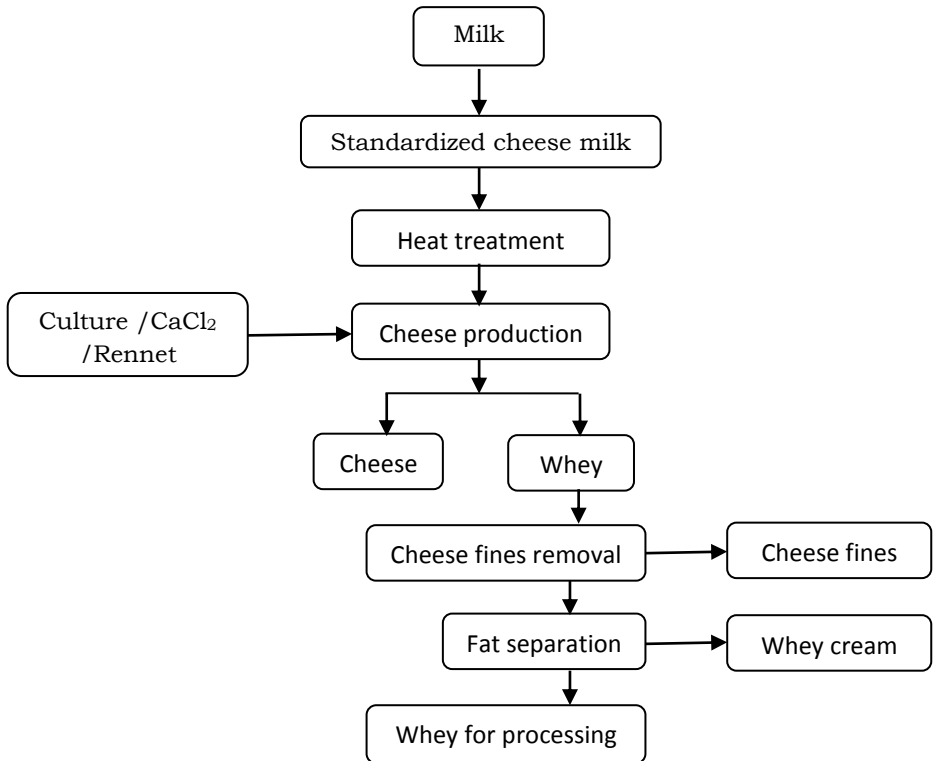 Milk
Standardized cheese milk
Heat treatment
Culture /CaCl₂
/Rennet
Cheese production
Cheese
Whey
Cheese fines removal
Cheese fines
Fat separation
Whey cream
Whey for processing